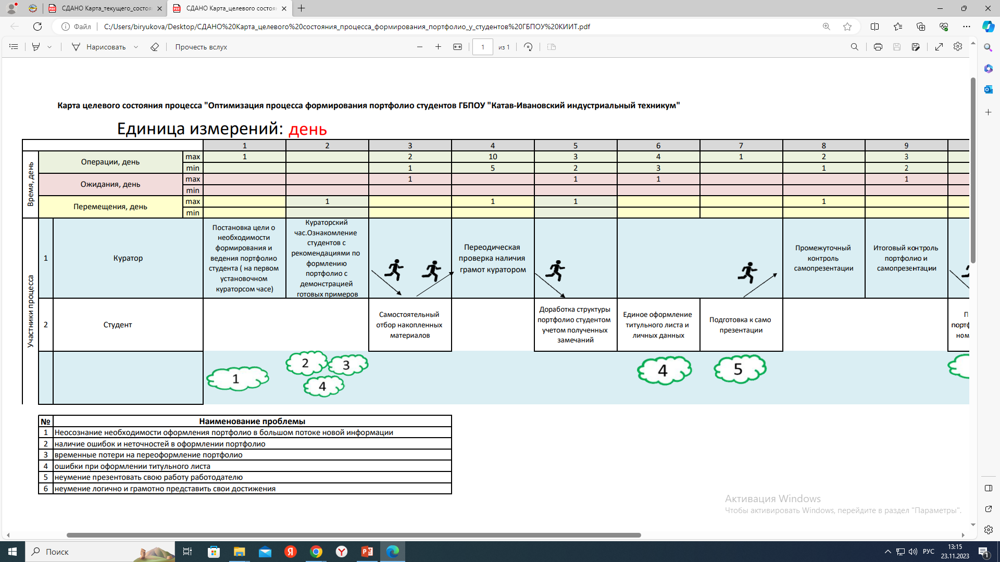 СДАНО Карта_текущего_состоя
СДАНО Карта_целевого состоян
Файл
C:/Users/biryukova/Desktop/СДАНО%20Карта_целевого%20состояния_процесса_формирования_портфолио_у_студентов%20ГБПОУ%20КИИТ.pdf
Нарисовать
Прочесть вслух
1 из 1
Карта целевого состояния процесса "Оптимизация процесса формирования портфолио студентов ГБПОУ "Катав-Ивановский индустриальный техникум"
Единица измерений: день
1 2 3 4 5 6 7 8 9
Время, день
Операции, день
max 1 2 10 3 4 1 2 3
min 1 5 2 3 1 2
Ожидания, день
max 1 1 1 1
min
Перемещения, день
max 1 1 1 1
min
Участники процесса
1
Куратор
Постановка цели о
необходимости
формирования и
ведения портфолио
студента ( на первом
установочном
кураторсом часе)
Кураторский
час.Ознакомление
студентов с
рекомендациями по
формлению
портфолио с
демонстрацией
готовых примеров
Переодическая
проверка наличия
грамот куратором
Промежуточный
контроль
самопрезентации
Итоговый контроль
портфолио и
самопрезентации
2
Студент
Самостоятельный
отбор накопленных
материалов
Доработка структуры
портфолио студентом
учетом полученных
замечаний
Единое оформление
титульного листа и
личных данных
Подготовка к само
презентации
П
портф
ном
1
2
3
4
4
5
№ Наименование проблемы
1 Неосознание необходимости оформления портфолио в большом потоке новой информации
2 наличие ошибок и неточностей в оформлении портфолио
3 временные потери на переоформление портфолио
4 ошибки при оформлении титульного листа
5 неумение презентовать свою работу работодателю
6 неумение логично и грамотно представить свои достижения
Активация Windows
Чтобы активировать Windows, перейдите в раздел "Параметры".
Поиск
РУС
13:15
23.11.2023
1